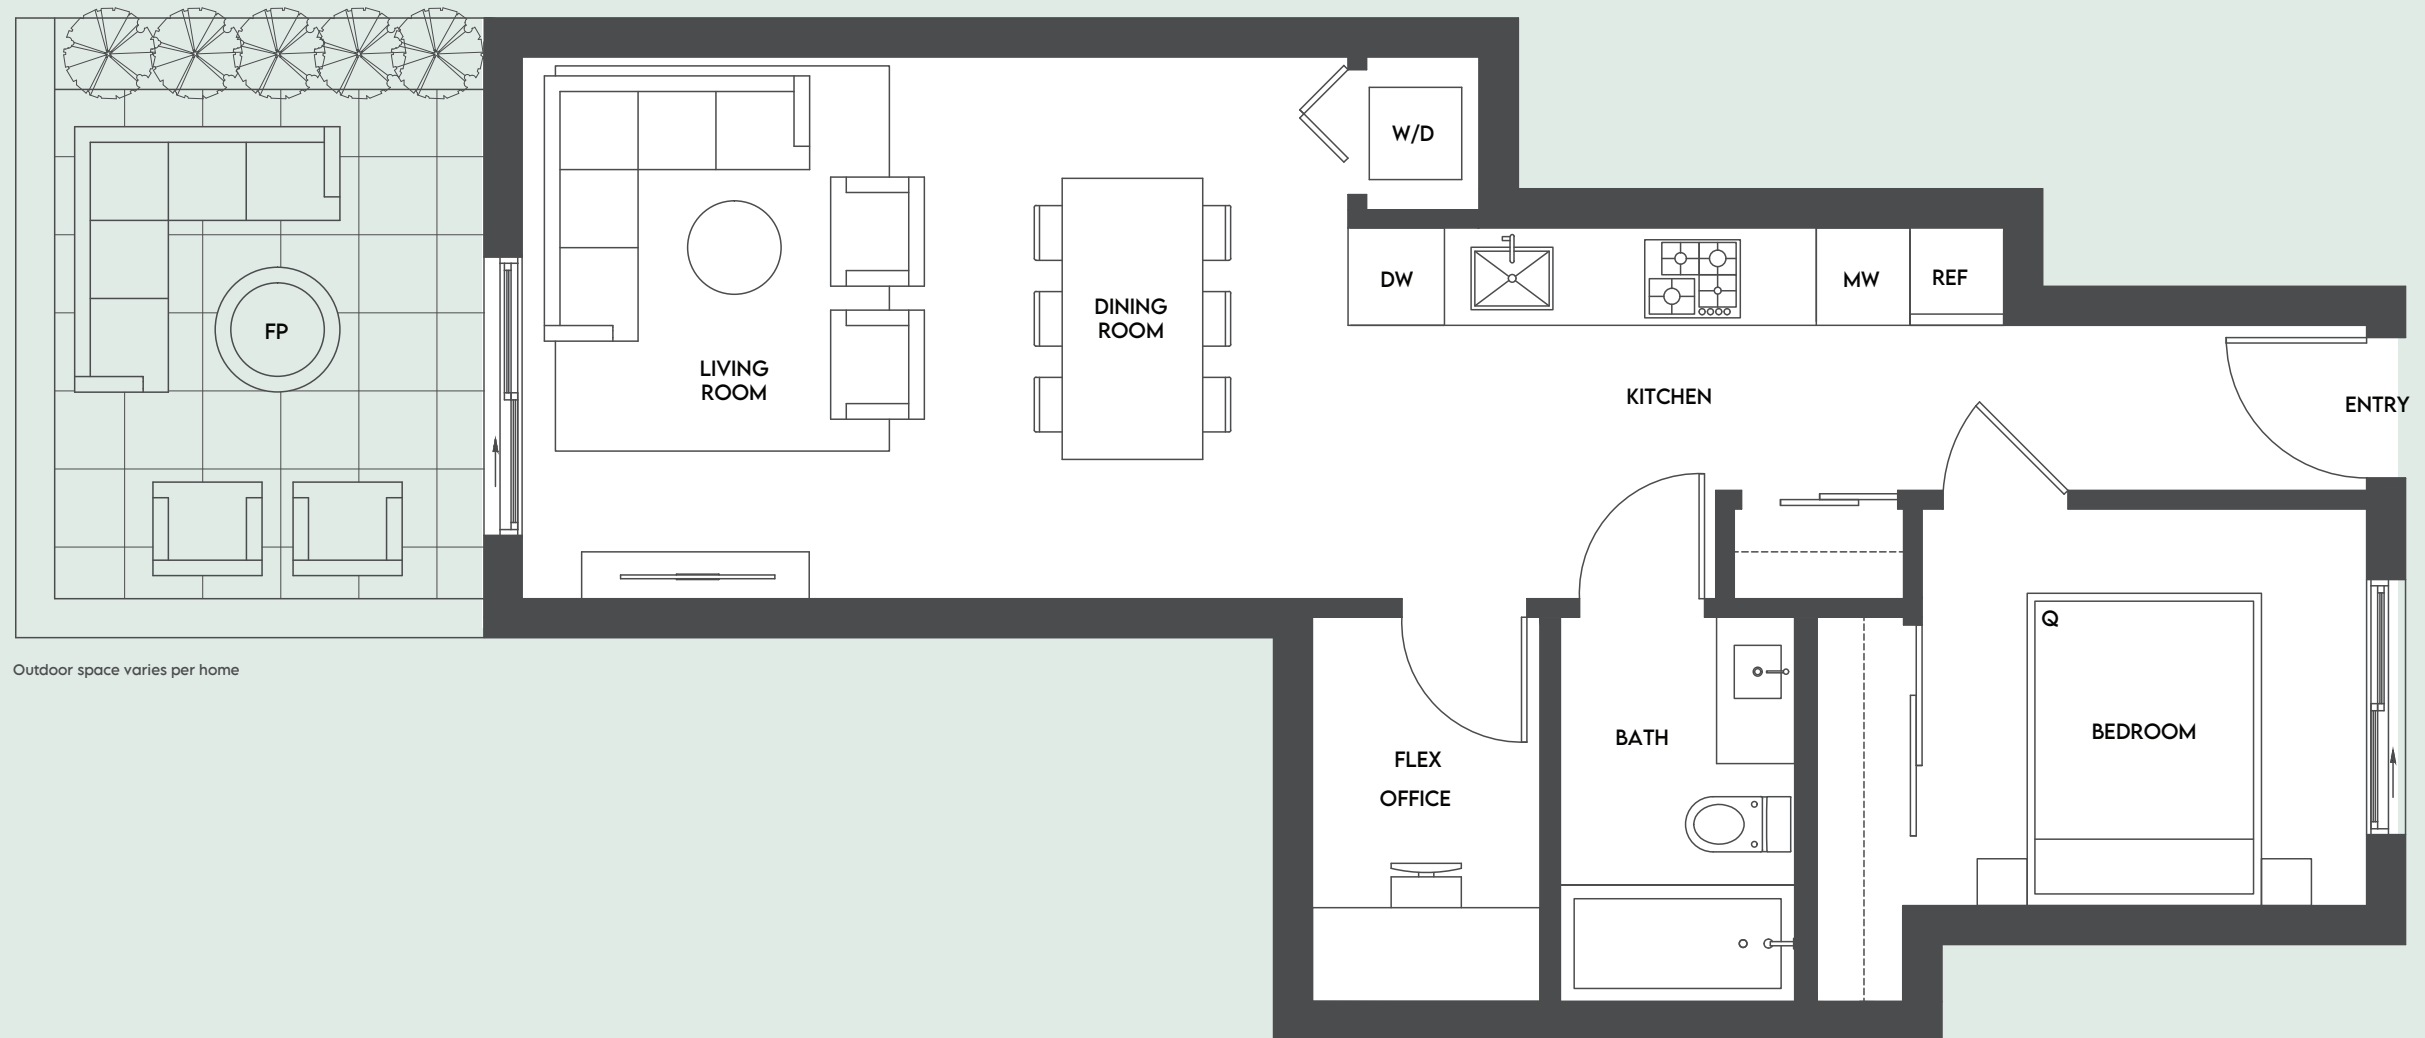 W/D
DW
MW
REF
FP
DINING
ROOM
LIVING
ROOM
KITCHEN
ENTRY
Q
Outdoor space varies per home
BATH
BEDROOM
FLEX
OFFICE